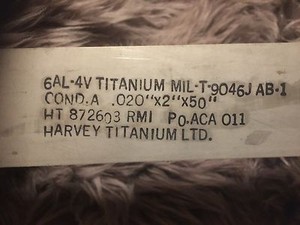 6AL-4V TITANIUM MIL-T-9046J AB-1
COND.A .020"x2"x50"
HT 872603 RMI Po.ACA 011
HARVEY TITANIUM LTD.